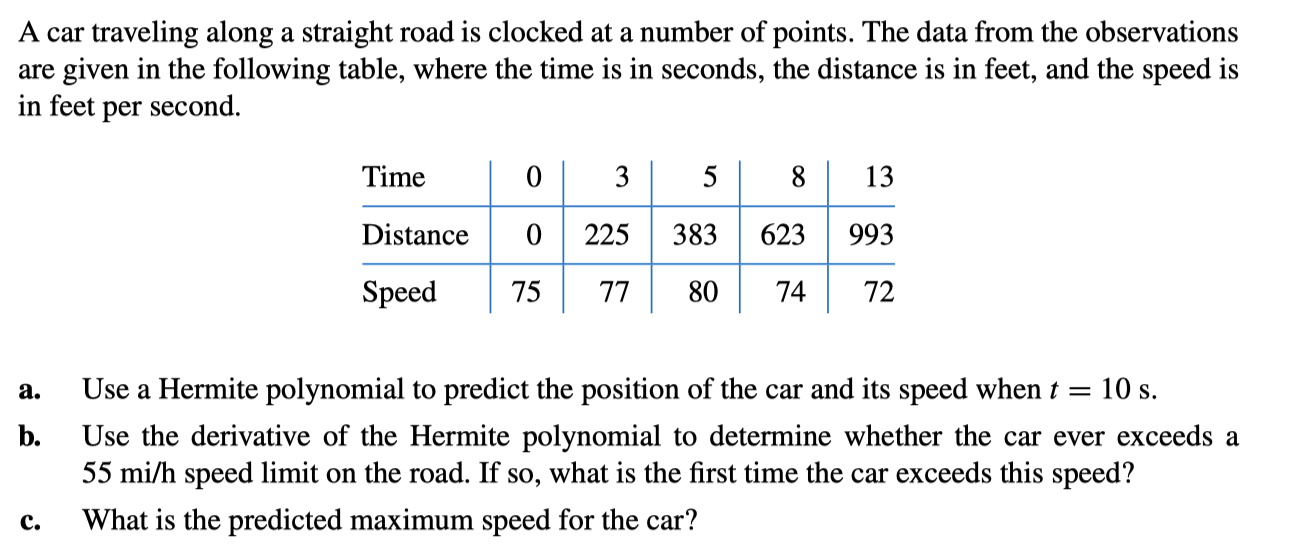 A car traveling along a straight road is clocked at a number of points. The data from the observations
are given in the following table, where the time is in seconds, the distance is in feet, and the speed is
in feet per second.
Time 0 3 5 8 13
Distance 0 225 383 623 993
Speed 75 77 80 74 72
a. Use a Hermite polynomial to predict the position of the car and its speed when t = 10 s.
b. Use the derivative of the Hermite polynomial to determine whether the car ever exceeds a
55 mi/h speed limit on the road. If so, what is the first time the car exceeds this speed?
c. What is the predicted maximum speed for the car?